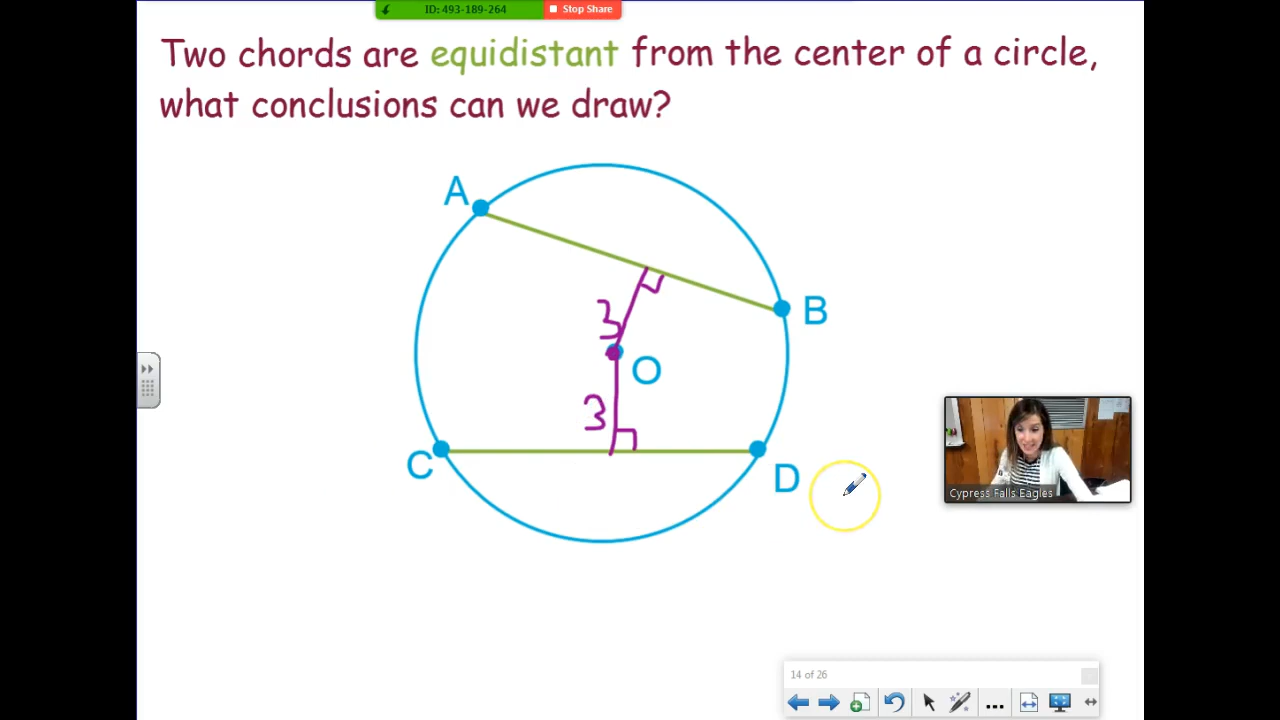 ID: 493-189-264
Stop Share
Two chords are equidistant from the center of a circle,
what conclusions can we draw?
A
B
3
O
3
C
D
Cypress Falls Eagles
14 of 26